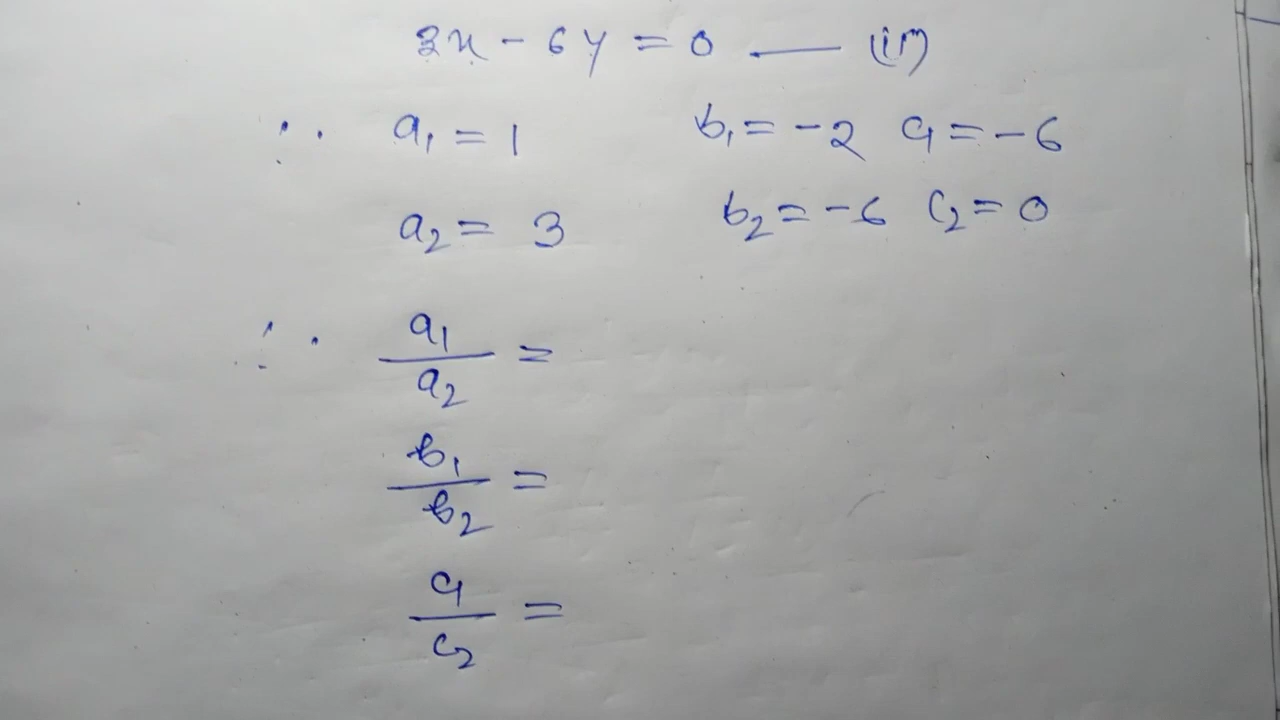 3x - 6y = 0 — (ii)
∴ a₁ = 1 b₁ = -2 c₁ = -6
a₂ = 3 b₂ = -6 c₂ = 0
∴ a₁/a₂ =
b₁/b₂ =
c₁/c₂ =